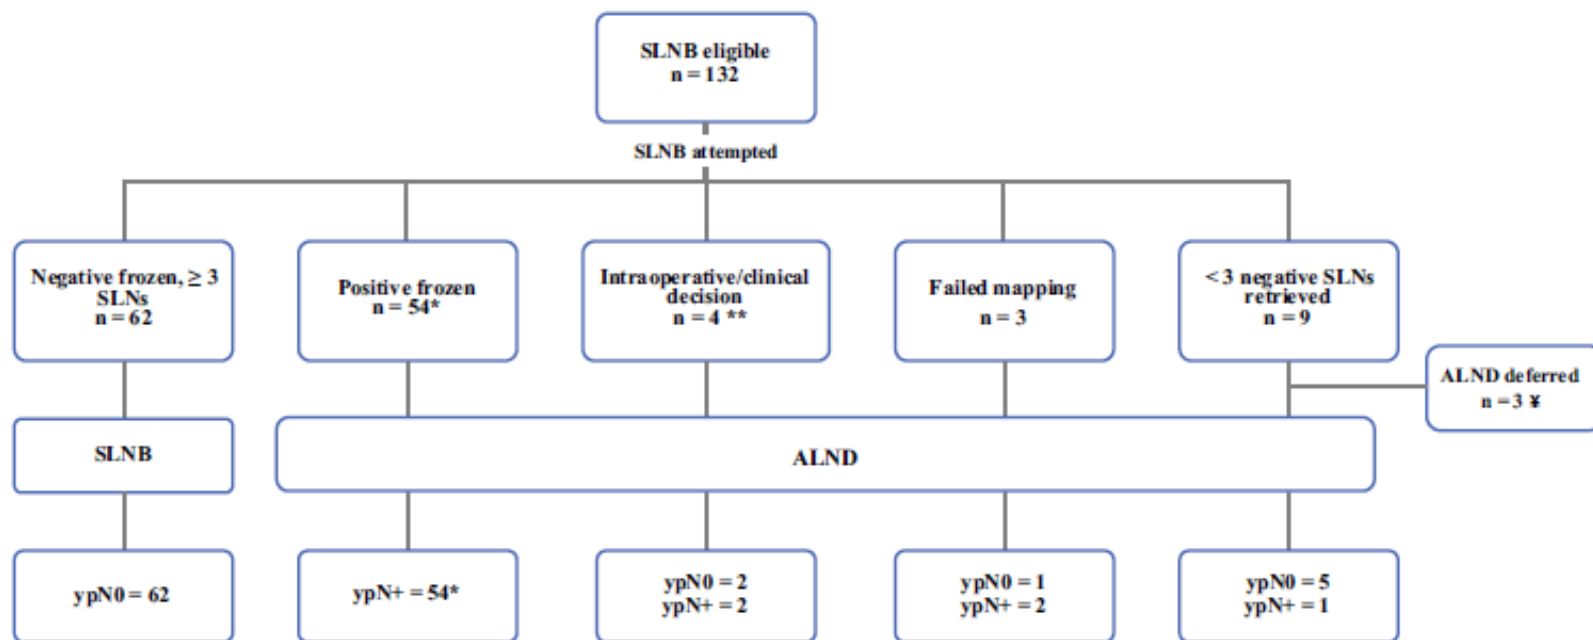 SLNB eligible
n = 132
SLNB attempted
Negative frozen, ≥ 3
SLNs
n = 62
Positive frozen
n = 54*
Intraoperative/clinical
decision
n = 4 **
Failed mapping
n = 3
< 3 negative SLNs
retrieved
n = 9
ALND deferred
n = 3 ¥
SLNB
ALND
ypN0 = 62
ypN+ = 54*
ypN0 = 2
ypN+ = 2
ypN0 = 1
ypN+ = 2
ypN0 = 5
ypN+ = 1